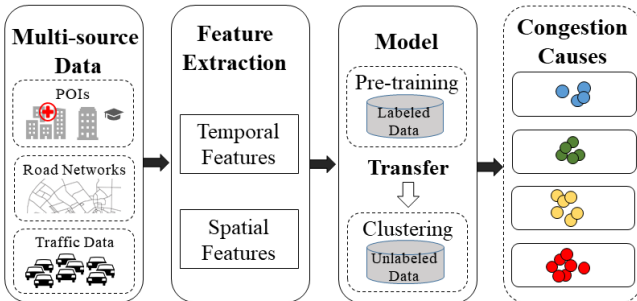 Multi-source
Data
POIs
Road Networks
Traffic Data
Feature
Extraction
Temporal
Features
Spatial
Features
Model
Pre-training
Labeled
Data
Transfer
Clustering
Unlabeled
Data
Congestion
Causes